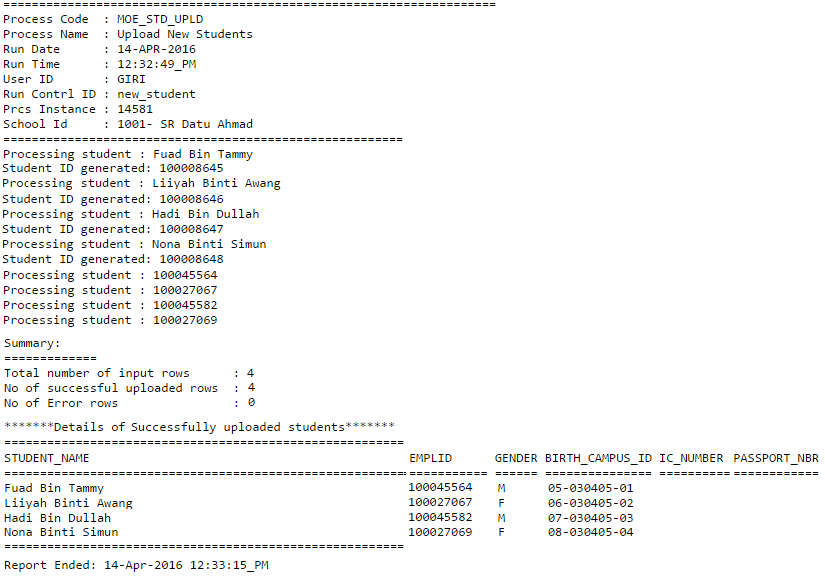 =====================================================================
Process Code  : MOE_STD_UPLD
Process Name  : Upload New Students
Run Date      : 14-APR-2016
Run Time      : 12:32:49_PM
User ID       : GIRI
Run Contrl ID : new_student
Prcs Instance : 14581
School Id     : 1001- SR Datu Ahmad
========================================================
Processing student : Fuad Bin Tammy
Student ID generated: 100008645
Processing student : Liiyah Binti Awang
Student ID generated: 100008646
Processing student : Hadi Bin Dullah
Student ID generated: 100008647
Processing student : Nona Binti Simun
Student ID generated: 100008648
Processing student : 100045564
Processing student : 100027067
Processing student : 100045582
Processing student : 100027069
Summary:
=============
Total number of input rows      : 4
No of successful uploaded rows  : 4
No of Error rows                : 0
*******Details of Successfully uploaded students*******
========================================================
STUDENT_NAME                                             EMPLID      GENDER BIRTH_CAMPUS_ID IC_NUMBER  PASSPORT_NBR
======================================================== =========== ====== =============== ========== ============
Fuad Bin Tammy                                           100045564   M      05-030405-01
Liiyah Binti Awang                                       100027067   F      06-030405-02
Hadi Bin Dullah                                          100045582   M      07-030405-03
Nona Binti Simun                                         100027069   F      08-030405-04
========================================================
Report Ended: 14-Apr-2016 12:33:15_PM